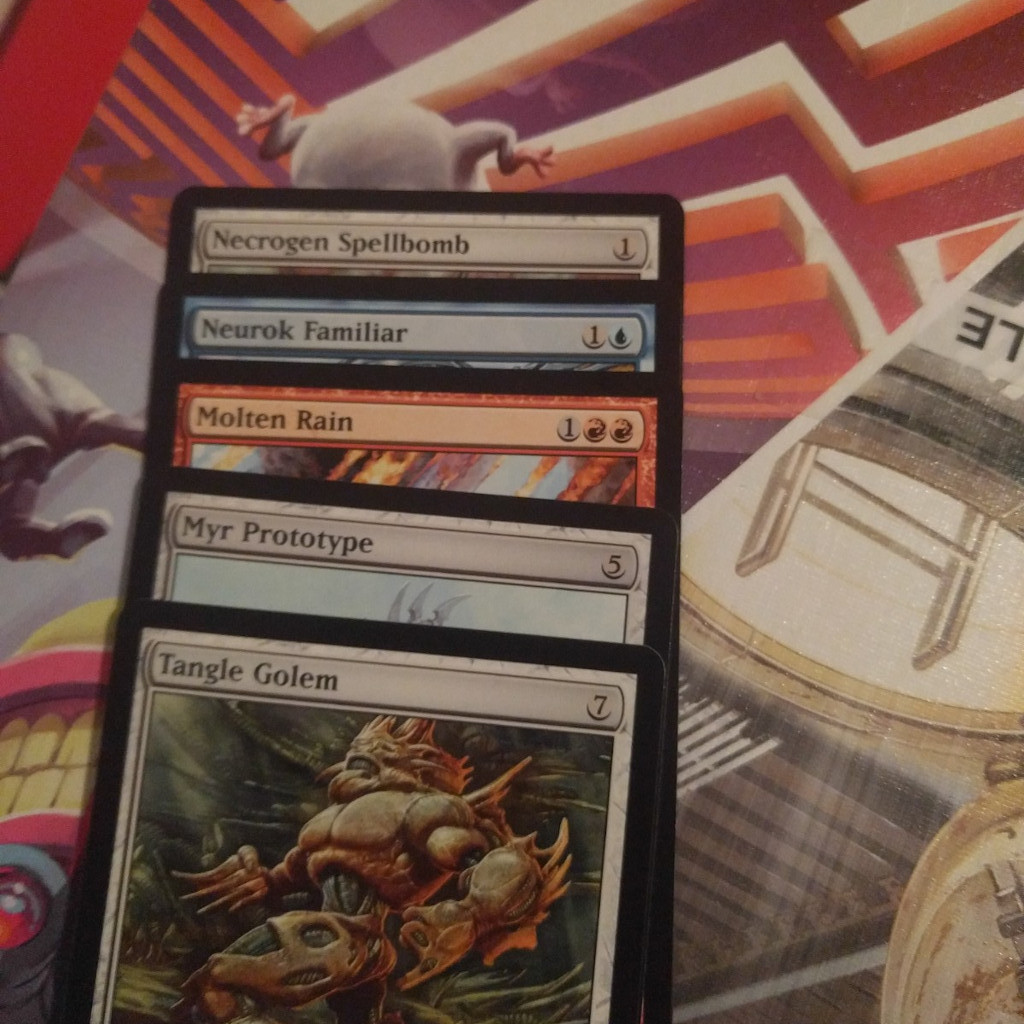 Necrogen Spellbomb 1
Neurok Familiar 1
Molten Rain 1
Myr Prototype 5
Tangle Golem 7